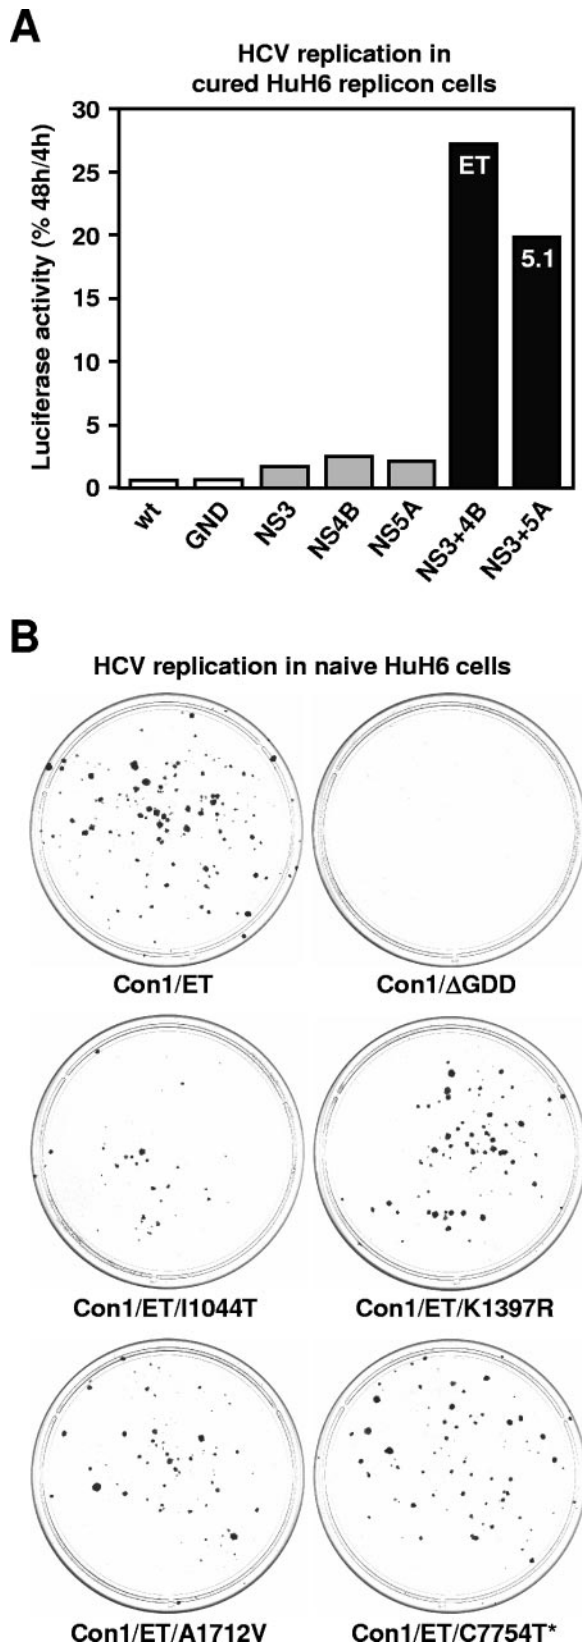 A
HCV replication in
cured HuH6 replicon cells
Luciferase activity (% 48h/4h)
30
25
20
15
10
5
0
ET
5.1
wt
GND
NS3
NS4B
NS5A
NS3+4B
NS3+5A
B
HCV replication in naive HuH6 cells
Con1/ET
Con1/ΔGDD
Con1/ET/I1044T
Con1/ET/K1397R
Con1/ET/A1712V
Con1/ET/C7754T*